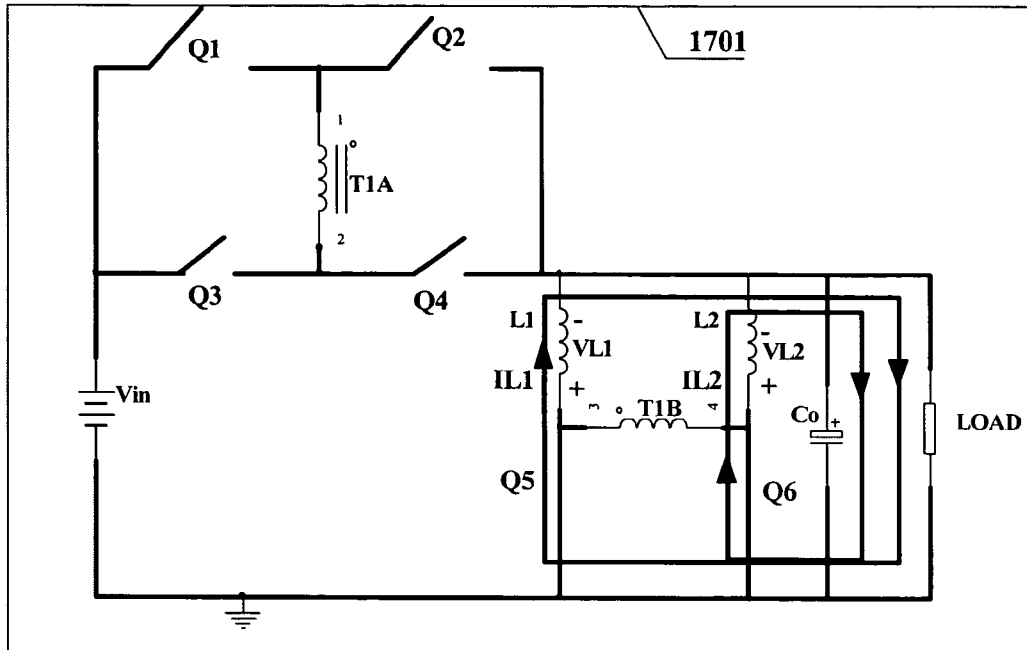 1701
Q1
Q2
1
T1A
2
Q3
Q4
L1
-
VL1
IL1
+
L2
-
VL2
IL2
+
3
T1B
4
Co
+
LOAD
Vin
Q5
Q6